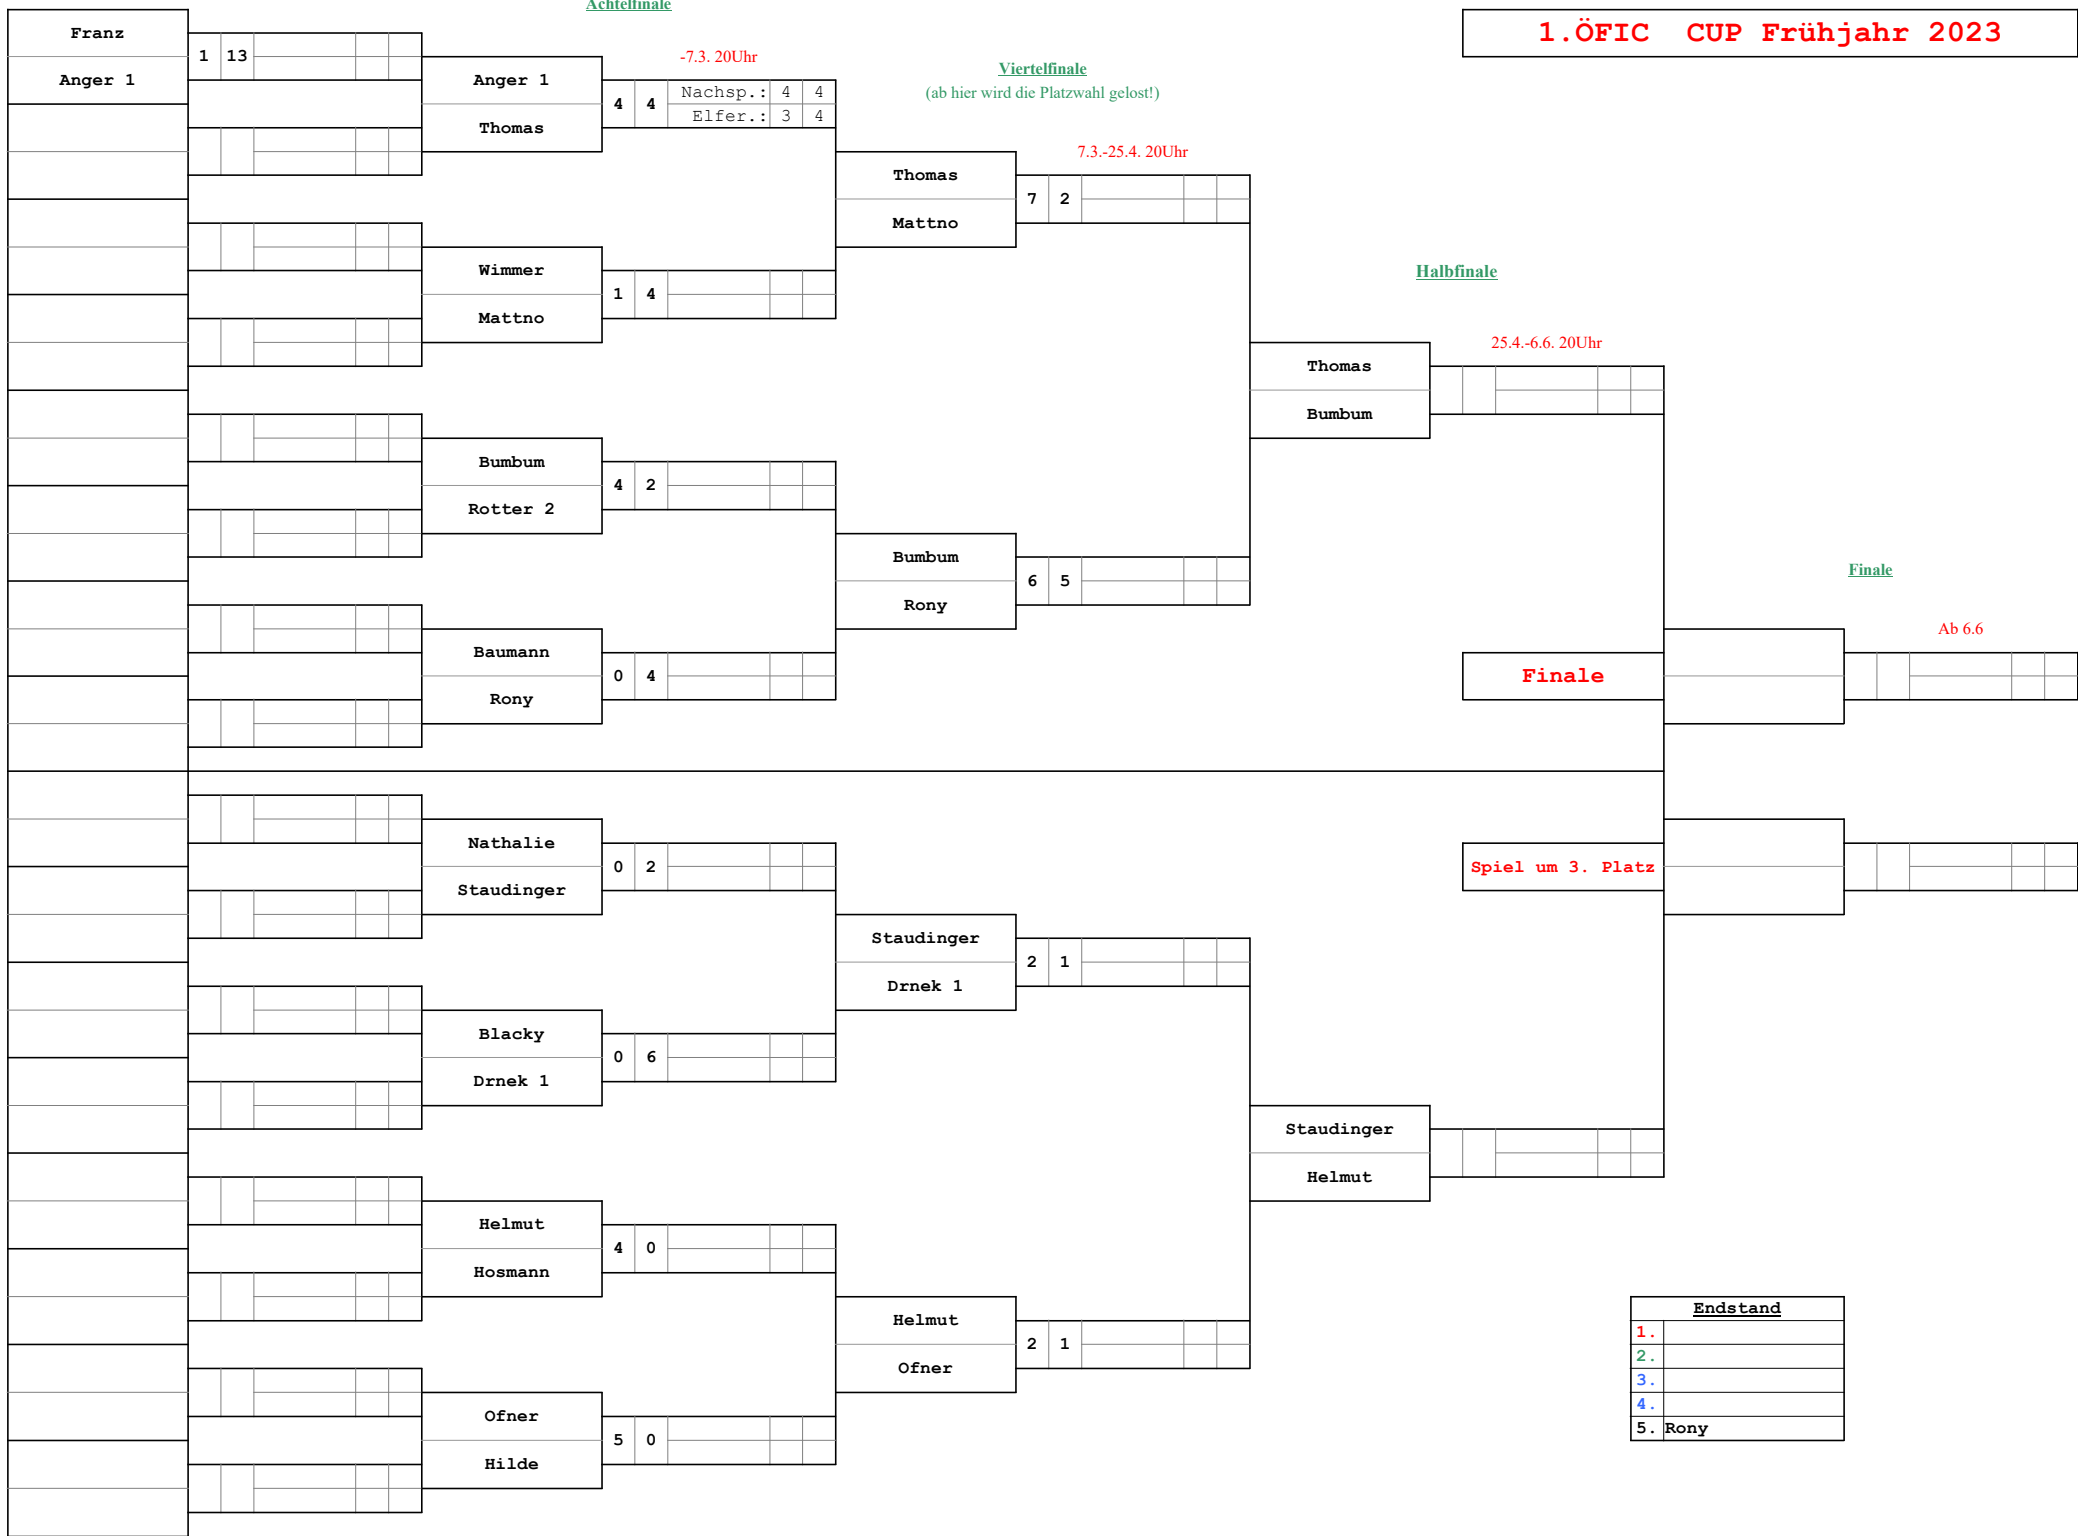 Achtelfinale
1.ÖFIC CUP Frühjahr 2023
Franz
Anger 1
1 13
Anger 1
Thomas
-7.3. 20Uhr
4 4
Nachsp.: 4 4
Elfer.: 3 4
Viertelfinale
(ab hier wird die Platzwahl gelost!)
7.3.-25.4. 20Uhr
Thomas
Mattno
7 2
Wimmer
Mattno
1 4
Halbfinale
25.4.-6.6. 20Uhr
Thomas
Bumbum
Bumbum
Rotter 2
4 2
Bumbum
Rony
6 5
Baumann
Rony
0 4
Finale
Ab 6.6
Finale
Nathalie
Staudinger
0 2
Spiel um 3. Platz
Staudinger
Drnek 1
2 1
Blacky
Drnek 1
0 6
Staudinger
Helmut
Helmut
Hosmann
4 0
Helmut
Ofner
2 1
Ofner
Hilde
5 0
Endstand
1.
2.
3.
4.
5. Rony